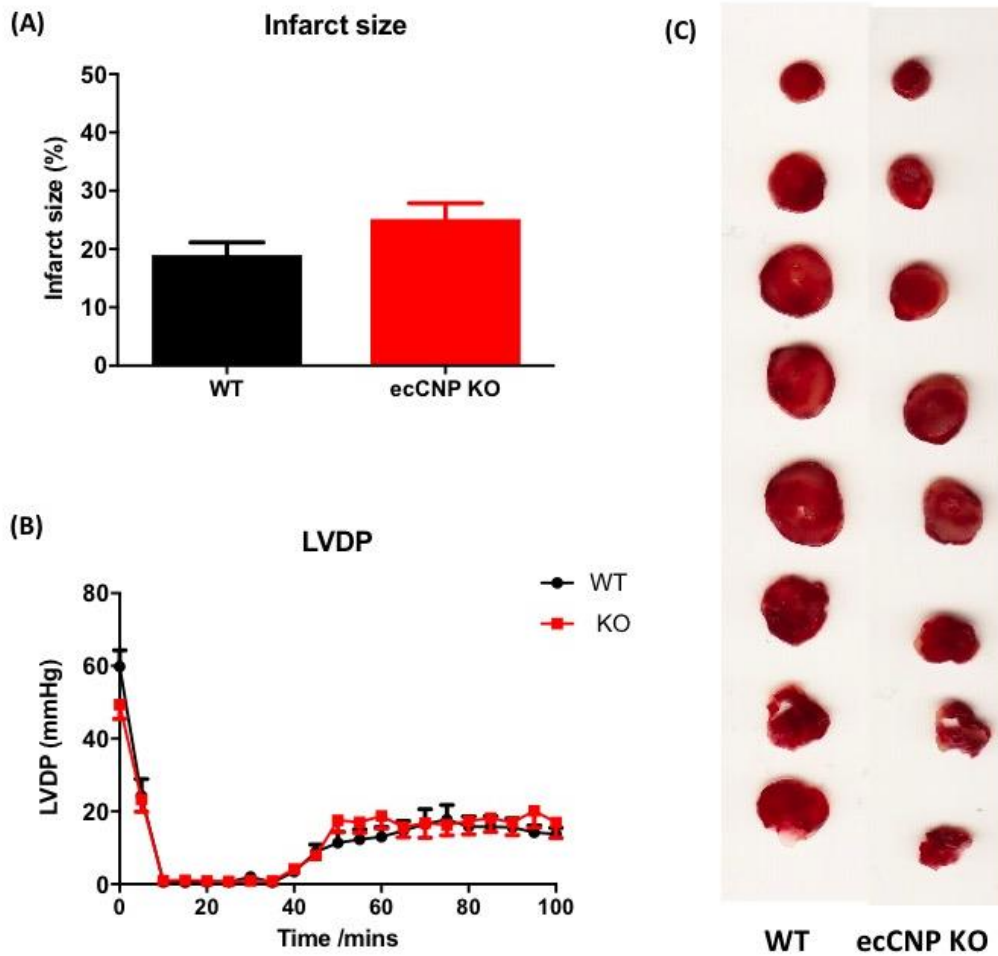 (A)
Infarct size
Infarct size (%)
50
40
30
20
10
0
WT
ecCNP KO
(B)
LVDP
WT
KO
LVDP (mmHg)
80
60
40
20
0
0 20 40 60 80 100
Time /mins
(C)
WT ecCNP KO